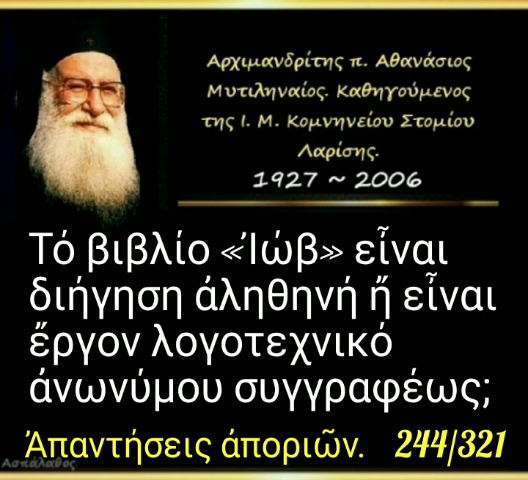 Αρχιμανδρίτης π. Αθανάσιος
Μυτιληναίος. Καθηγούμενος
της Ι. Μ. Κομνηνείου Στομίου
Λαρίσης.
1927 ~ 2006
Τό βιβλίο «Ἰώβ» εἶναι
διήγηση ἀληθηνή ἤ εἶναι
ἔργον λογοτεχνικό
ἀνωνύμου συγγραφέως;
Ἀπαντήσεις ἀποριῶν. 244/321
Ασπάλαθος